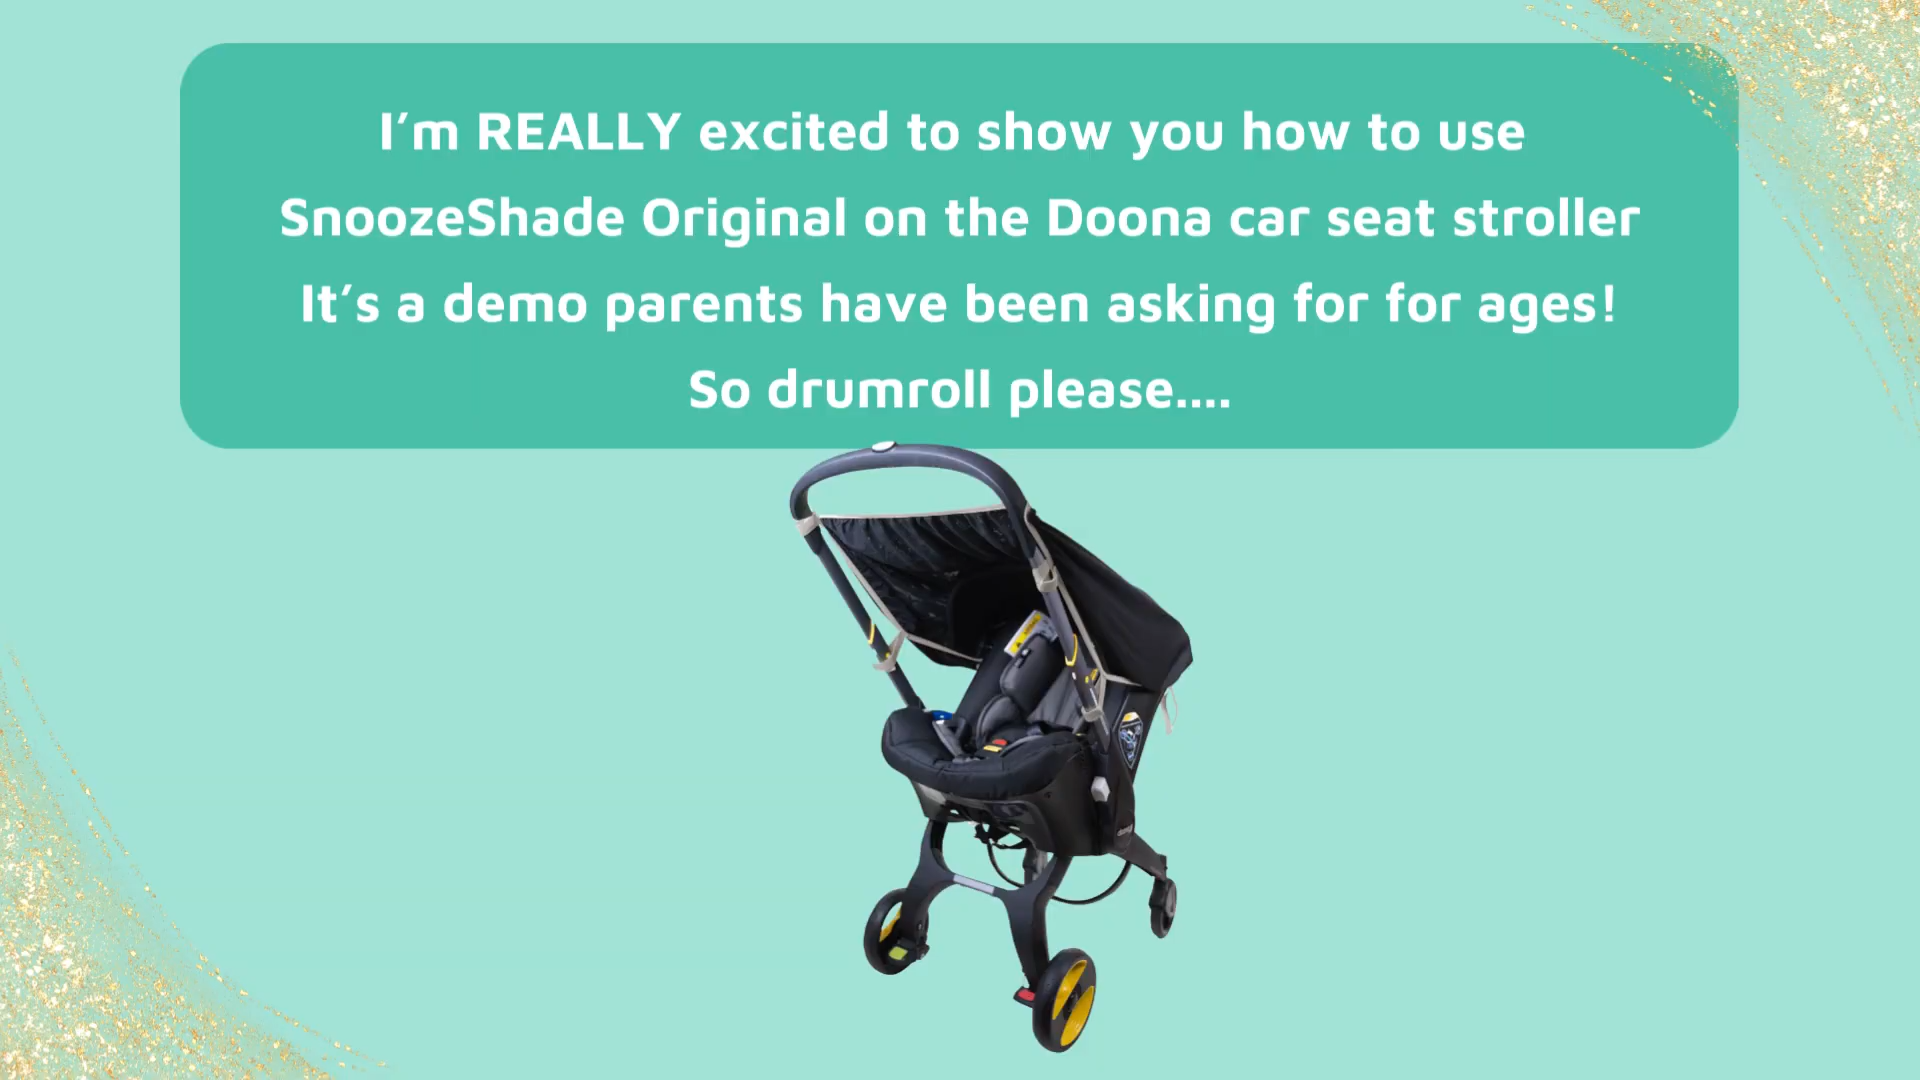 I’m REALLY excited to show you how to use
SnoozeShade Original on the Doona car seat stroller
It’s a demo parents have been asking for for ages!
So drumroll please....